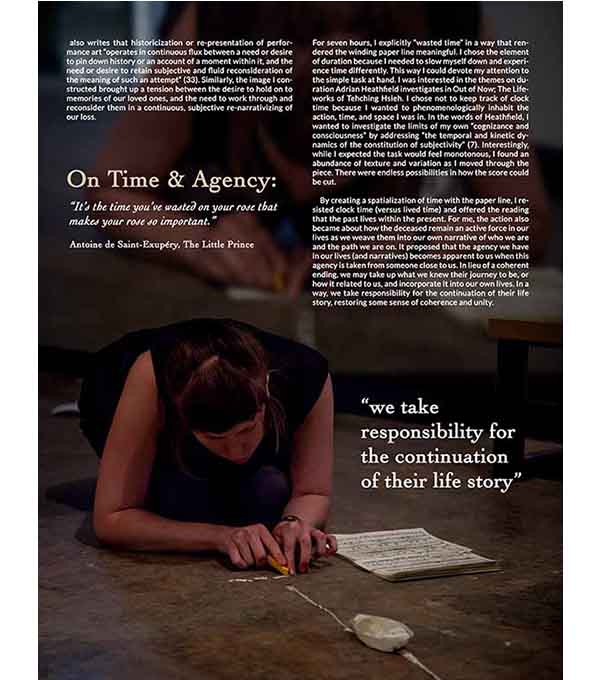 also writes that historicization or re-presentation of perfor-
mance art "operates in continuous flux between a need or desire
to pin down history or an account of a moment within it, and the
need or desire to retain subjective and fluid reconsideration of
the meaning of such an attempt" (33). Similarly, the image I con-
structed brought up a tension between the desire to hold on to
memories of our loved ones, and the need to work through and
reconsider them in a continuous, subjective re-narrativizing of
our loss.
On Time & Agency:
"It's the time you've wasted on your rose that
makes your rose so important."
Antoine de Saint-Exupéry, The Little Prince
For seven hours, I explicitly "wasted time" in a way that ren-
dered the winding paper line meaningful. I chose the element
of duration because I needed to slow myself down and experi-
ence time differently. This way I could devote my attention to
the simple task at hand. I was interested in the themes on du-
ration Adrian Heathfield investigates in Out of Now; The Life-
works of Tehching Hsieh. I chose not to keep track of clock
time because I wanted to phenomenologically inhabit the
action, time, and space I was in. In the words of Heathfield, I
wanted to investigate the limits of my own "cognizance and
consciousness" by addressing "the temporal and kinetic dy-
namics of the constitution of subjectivity" (7). Interestingly,
while I expected the task would feel monotonous, I found an
abundance of texture and variation as I moved through the
piece. There were endless possibilities in how the score could
be cut.
By creating a spatialization of time with the paper line, I re-
sisted clock time (versus lived time) and offered the reading
that the past lives within the present. For me, the action also
became about how the deceased remain an active force in our
lives as we weave them into our own narrative of who we are
and the path we are on. It proposed that the agency we have
in our lives (and narratives) becomes apparent to us when this
agency is taken from someone close to us. In lieu of a coherent
ending, we may take up what we knew their journey to be, or
how it related to us, and incorporate it into our own lives. In a
way, we take responsibility for the continuation of their life
story, restoring some sense of coherence and unity.
"we take
responsibility for
the continuation
of their life story"